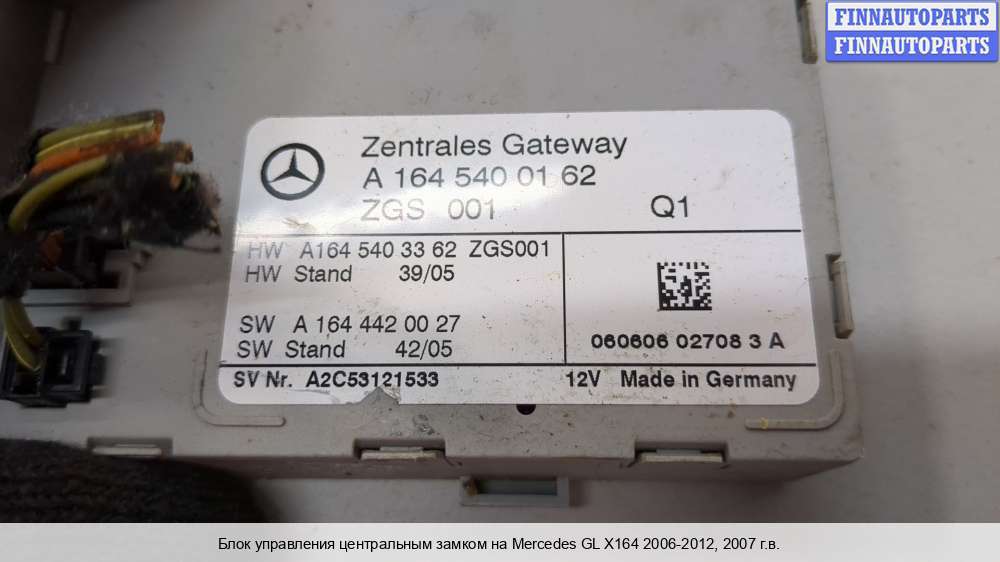 FINNAUTOPARTS
FINNAUTOPARTS
Zentrales Gateway
A 164 540 01 62
ZGS 001 Q1
HW A164 540 33 62 ZGS001
HW Stand 39/05
SW A 164 442 00 27
SW Stand 42/05
060606 02708 3 A
SV Nr. A2C53121533
12V Made in Germany
Блок управления центральным замком на Mercedes GL X164 2006-2012, 2007 г.в.